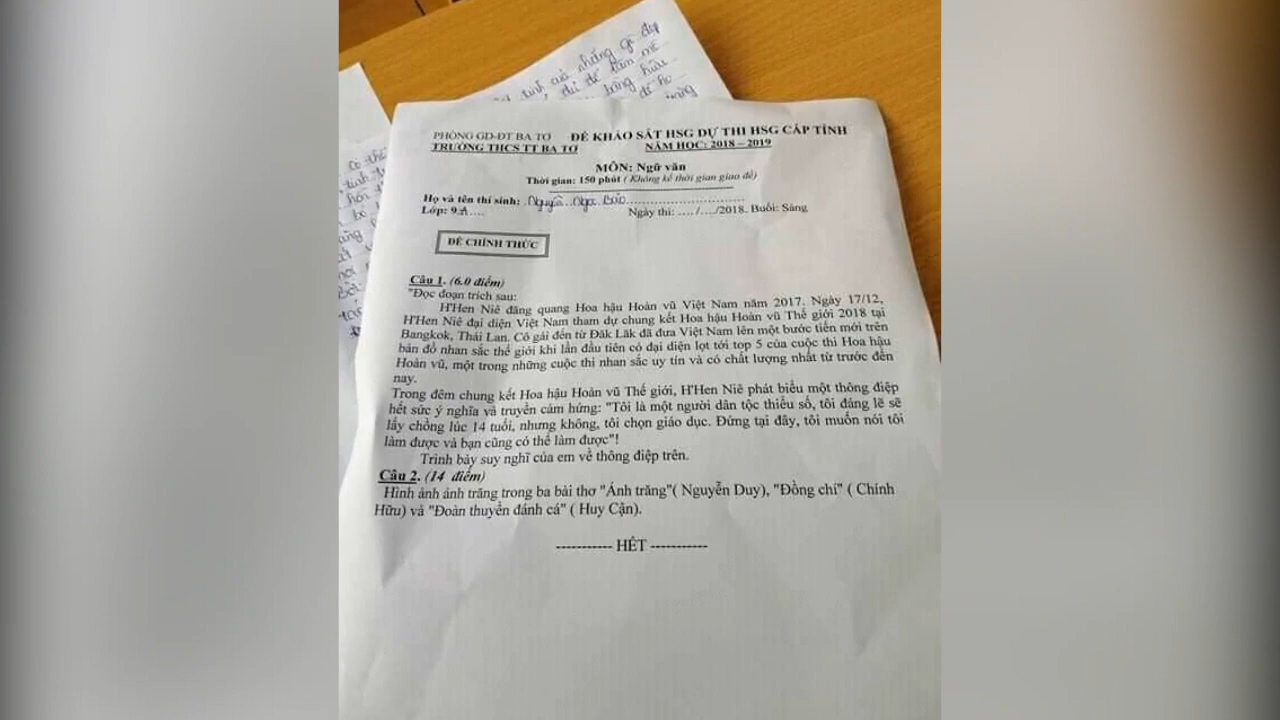 tình cuả những gì đẹp
PHÒNG GD-ĐT BA TƠ ĐỀ KHẢO SÁT HSG DỰ THI HSG CẤP TỈNH
TRƯỜNG THCS TT BA TƠ NĂM HỌC: 2018 – 2019
MÔN: Ngữ văn
Thời gian: 150 phút ( Không kể thời gian giao đề)
Họ và tên thí sinh: Nguyễn Ngọc Bảo
Lớp: 9A.... Ngày thi: ..../..../2018. Buổi: Sáng
ĐỀ CHÍNH THỨC
Câu 1. (6.0 điểm)
"Đọc đoạn trích sau:
H'Hen Niê đăng quang Hoa hậu Hoàn vũ Việt Nam năm 2017. Ngày 17/12,
H'Hen Niê đại diện Việt Nam tham dự chung kết Hoa hậu Hoàn vũ Thế giới 2018 tại
Bangkok, Thái Lan. Cô gái đến từ Đăk Lăk đã đưa Việt Nam lên một bước tiến mới trên
bản đồ nhan sắc thế giới khi lần đầu tiên có đại diện lọt tới top 5 của cuộc thi Hoa hậu
Hoàn vũ, một trong những cuộc thi nhan sắc uy tín và có chất lượng nhất từ trước đến
nay.
Trong đêm chung kết Hoa hậu Hoàn vũ Thế giới, H'Hen Niê phát biểu một thông điệp
hết sức ý nghĩa và truyền cảm hứng: "Tôi là một người dân tộc thiểu số, tôi đáng lẽ sẽ
lấy chồng lúc 14 tuổi, nhưng không, tôi chọn giáo dục. Đứng tại đây, tôi muốn nói tôi
làm được và bạn cũng có thể làm được"!
Trình bày suy nghĩ của em về thông điệp trên.
Câu 2. (14 điểm)
Hình ảnh ánh trăng trong ba bài thơ "Ánh trăng"( Nguyễn Duy), "Đồng chí" ( Chính
Hữu) và "Đoàn thuyền đánh cá" ( Huy Cận).
----------- HẾT -----------